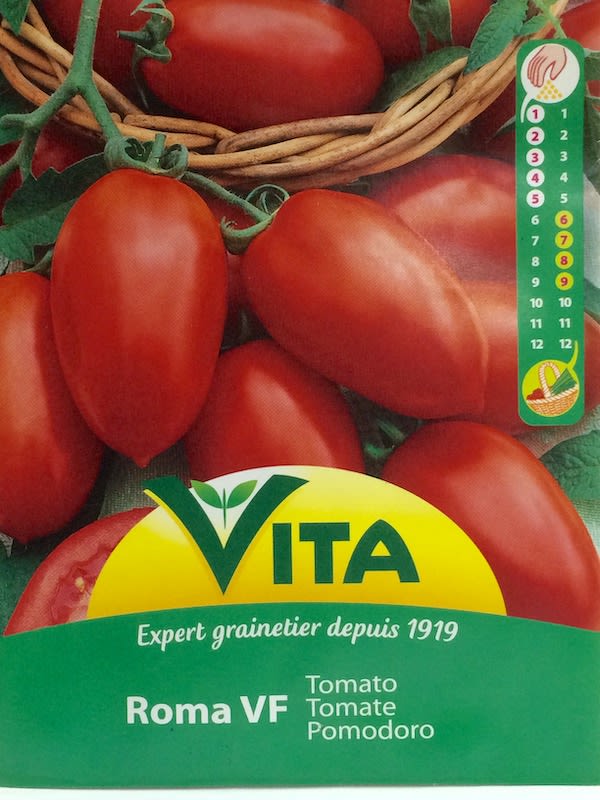 1 1
2 2
3 3
4 4
5 5
6 6
7 7
8 8
9 9
10 10
11 11
12 12
VITA
Expert grainetier depuis 1919
Roma VF
Tomato
Tomate
Pomodoro